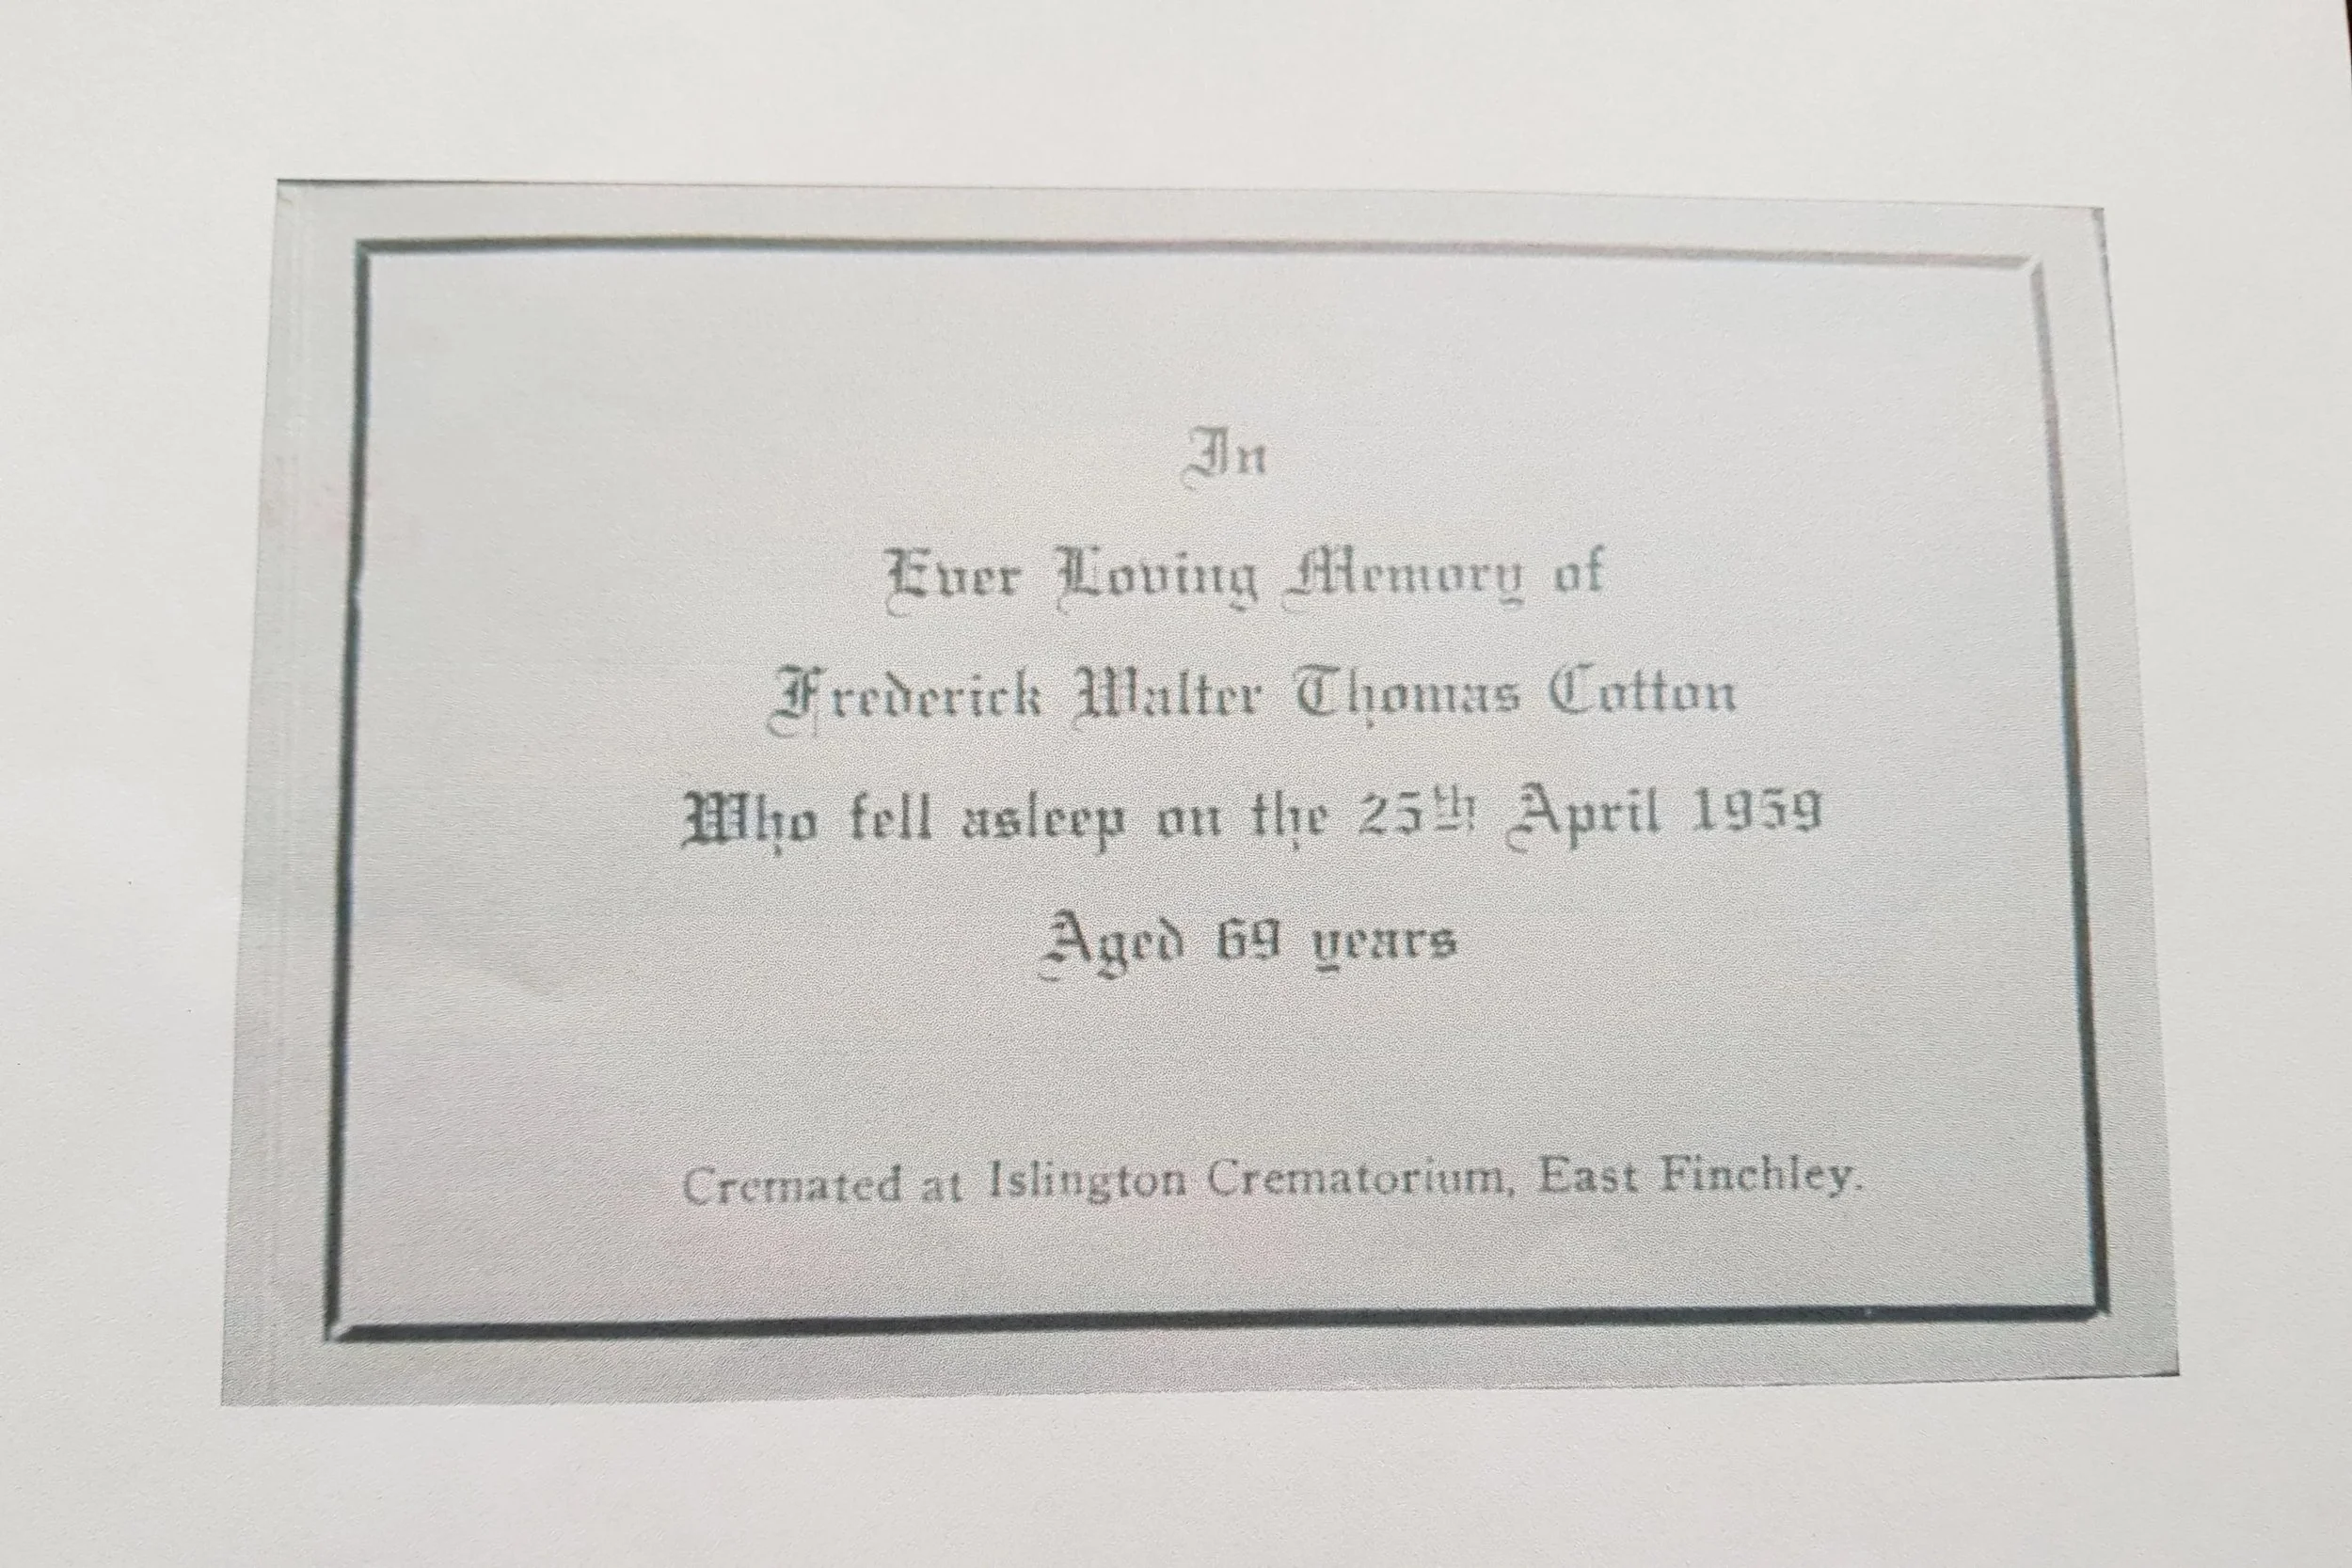 In
Ever Loving Memory of
Frederick Walter Thomas Cotton
Who fell asleep on the 25th April 1959
Aged 69 years
Cremated at Islington Crematorium, East Finchley.